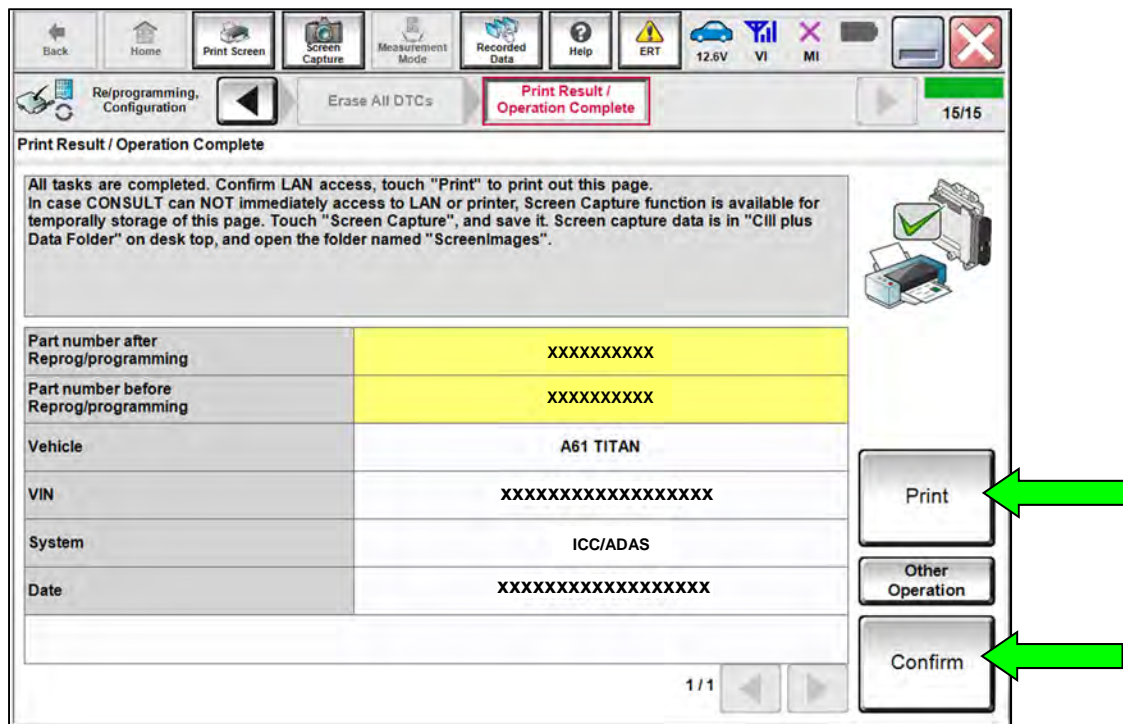 Back
Home
Print Screen
Screen
Capture
Measurement
Mode
Recorded
Data
Help
ERT
12.6V
VI
MI
Re/programming,
Configuration
Erase All DTCs
Print Result /
Operation Complete
15/15
Print Result / Operation Complete
All tasks are completed. Confirm LAN access, touch "Print" to print out this page.
In case CONSULT can NOT immediately access to LAN or printer, Screen Capture function is available for
temporally storage of this page. Touch "Screen Capture", and save it. Screen capture data is in "CIII plus
Data Folder" on desk top, and open the folder named "ScreenImages".
Part number after
Reprog/programming
XXXXXXXXXX
Part number before
Reprog/programming
XXXXXXXXXX
Vehicle
A61 TITAN
VIN
XXXXXXXXXXXXXXXXXX
System
ICC/ADAS
Date
XXXXXXXXXXXXXXXXXX
Print
Other
Operation
Confirm
1/1